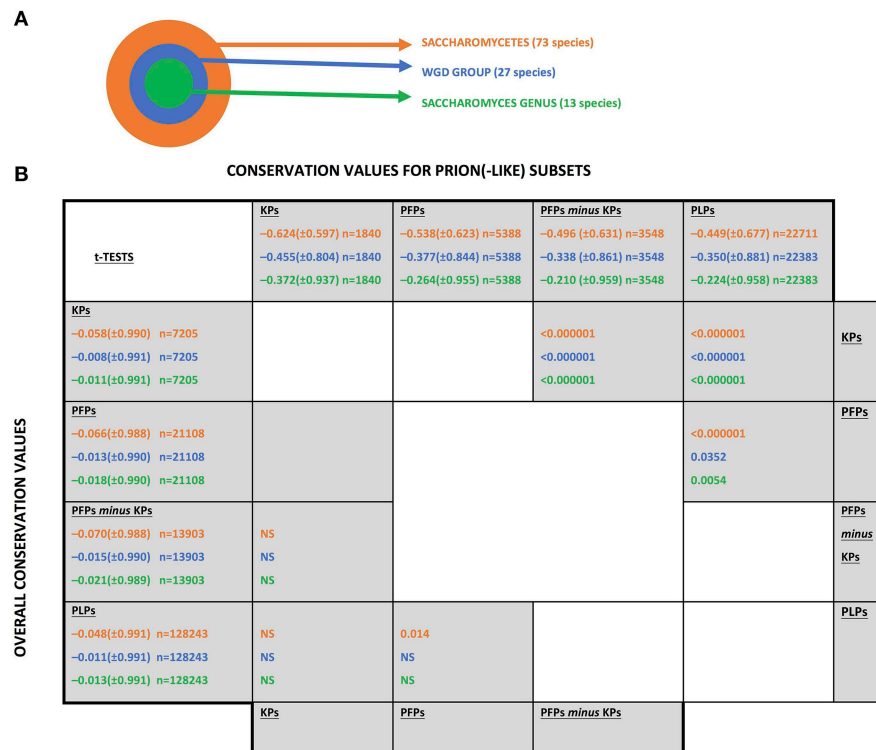 A
SACCHAROMYCETES (73 species)
WGD GROUP (27 species)
SACCHAROMYCES GENUS (13 species)
B
CONSERVATION VALUES FOR PRION(-LIKE) SUBSETS
t-TESTS
KPs
−0.624(±0.597) n=1840
−0.455(±0.804) n=1840
−0.372(±0.937) n=1840
PFPs
−0.538(±0.623) n=5388
−0.377(±0.844) n=5388
−0.264(±0.955) n=5388
PFPs minus KPs
−0.496 (±0.631) n=3548
−0.338 (±0.861) n=3548
−0.210 (±0.959) n=3548
PLPs
−0.449(±0.677) n=22711
−0.350(±0.881) n=22383
−0.224(±0.958) n=22383
OVERALL CONSERVATION VALUES
KPs
−0.058(±0.990) n=7205
−0.008(±0.991) n=7205
−0.011(±0.991) n=7205
<0.000001
<0.000001
<0.000001
<0.000001
<0.000001
<0.000001
KPs
PFPs
−0.066(±0.988) n=21108
−0.013(±0.990) n=21108
−0.018(±0.990) n=21108
<0.000001
0.0352
0.0054
PFPs
PFPs minus KPs
−0.070(±0.988) n=13903
−0.015(±0.990) n=13903
−0.021(±0.989) n=13903
NS
NS
NS
PFPs
minus
KPs
PLPs
−0.048(±0.991) n=128243
−0.011(±0.991) n=128243
−0.013(±0.991) n=128243
NS
NS
NS
0.014
NS
NS
PLPs
KPs
PFPs
PFPs minus KPs